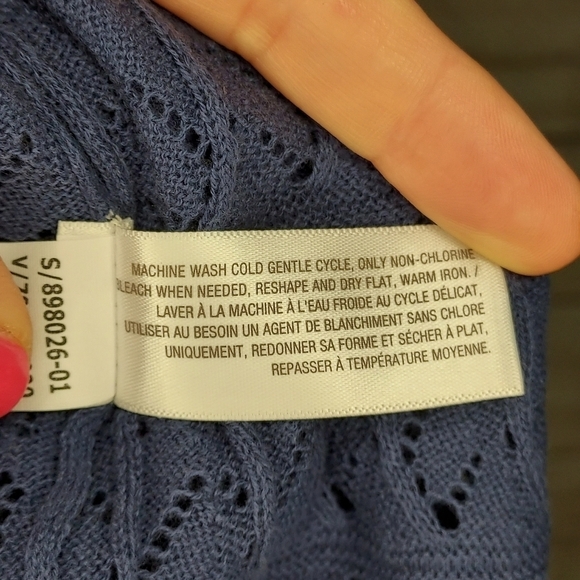 MACHINE WASH COLD GENTLE CYCLE, ONLY NON-CHLORINE
BLEACH WHEN NEEDED, RESHAPE AND DRY FLAT, WARM IRON. /
LAVER À LA MACHINE À L'EAU FROIDE AU CYCLE DÉLICAT,
UTILISER AU BESOIN UN AGENT DE BLANCHIMENT SANS CHLORE
UNIQUEMENT, REDONNER SA FORME ET SÉCHER À PLAT,
REPASSER À TEMPÉRATURE MOYENNE.
S/898026-01